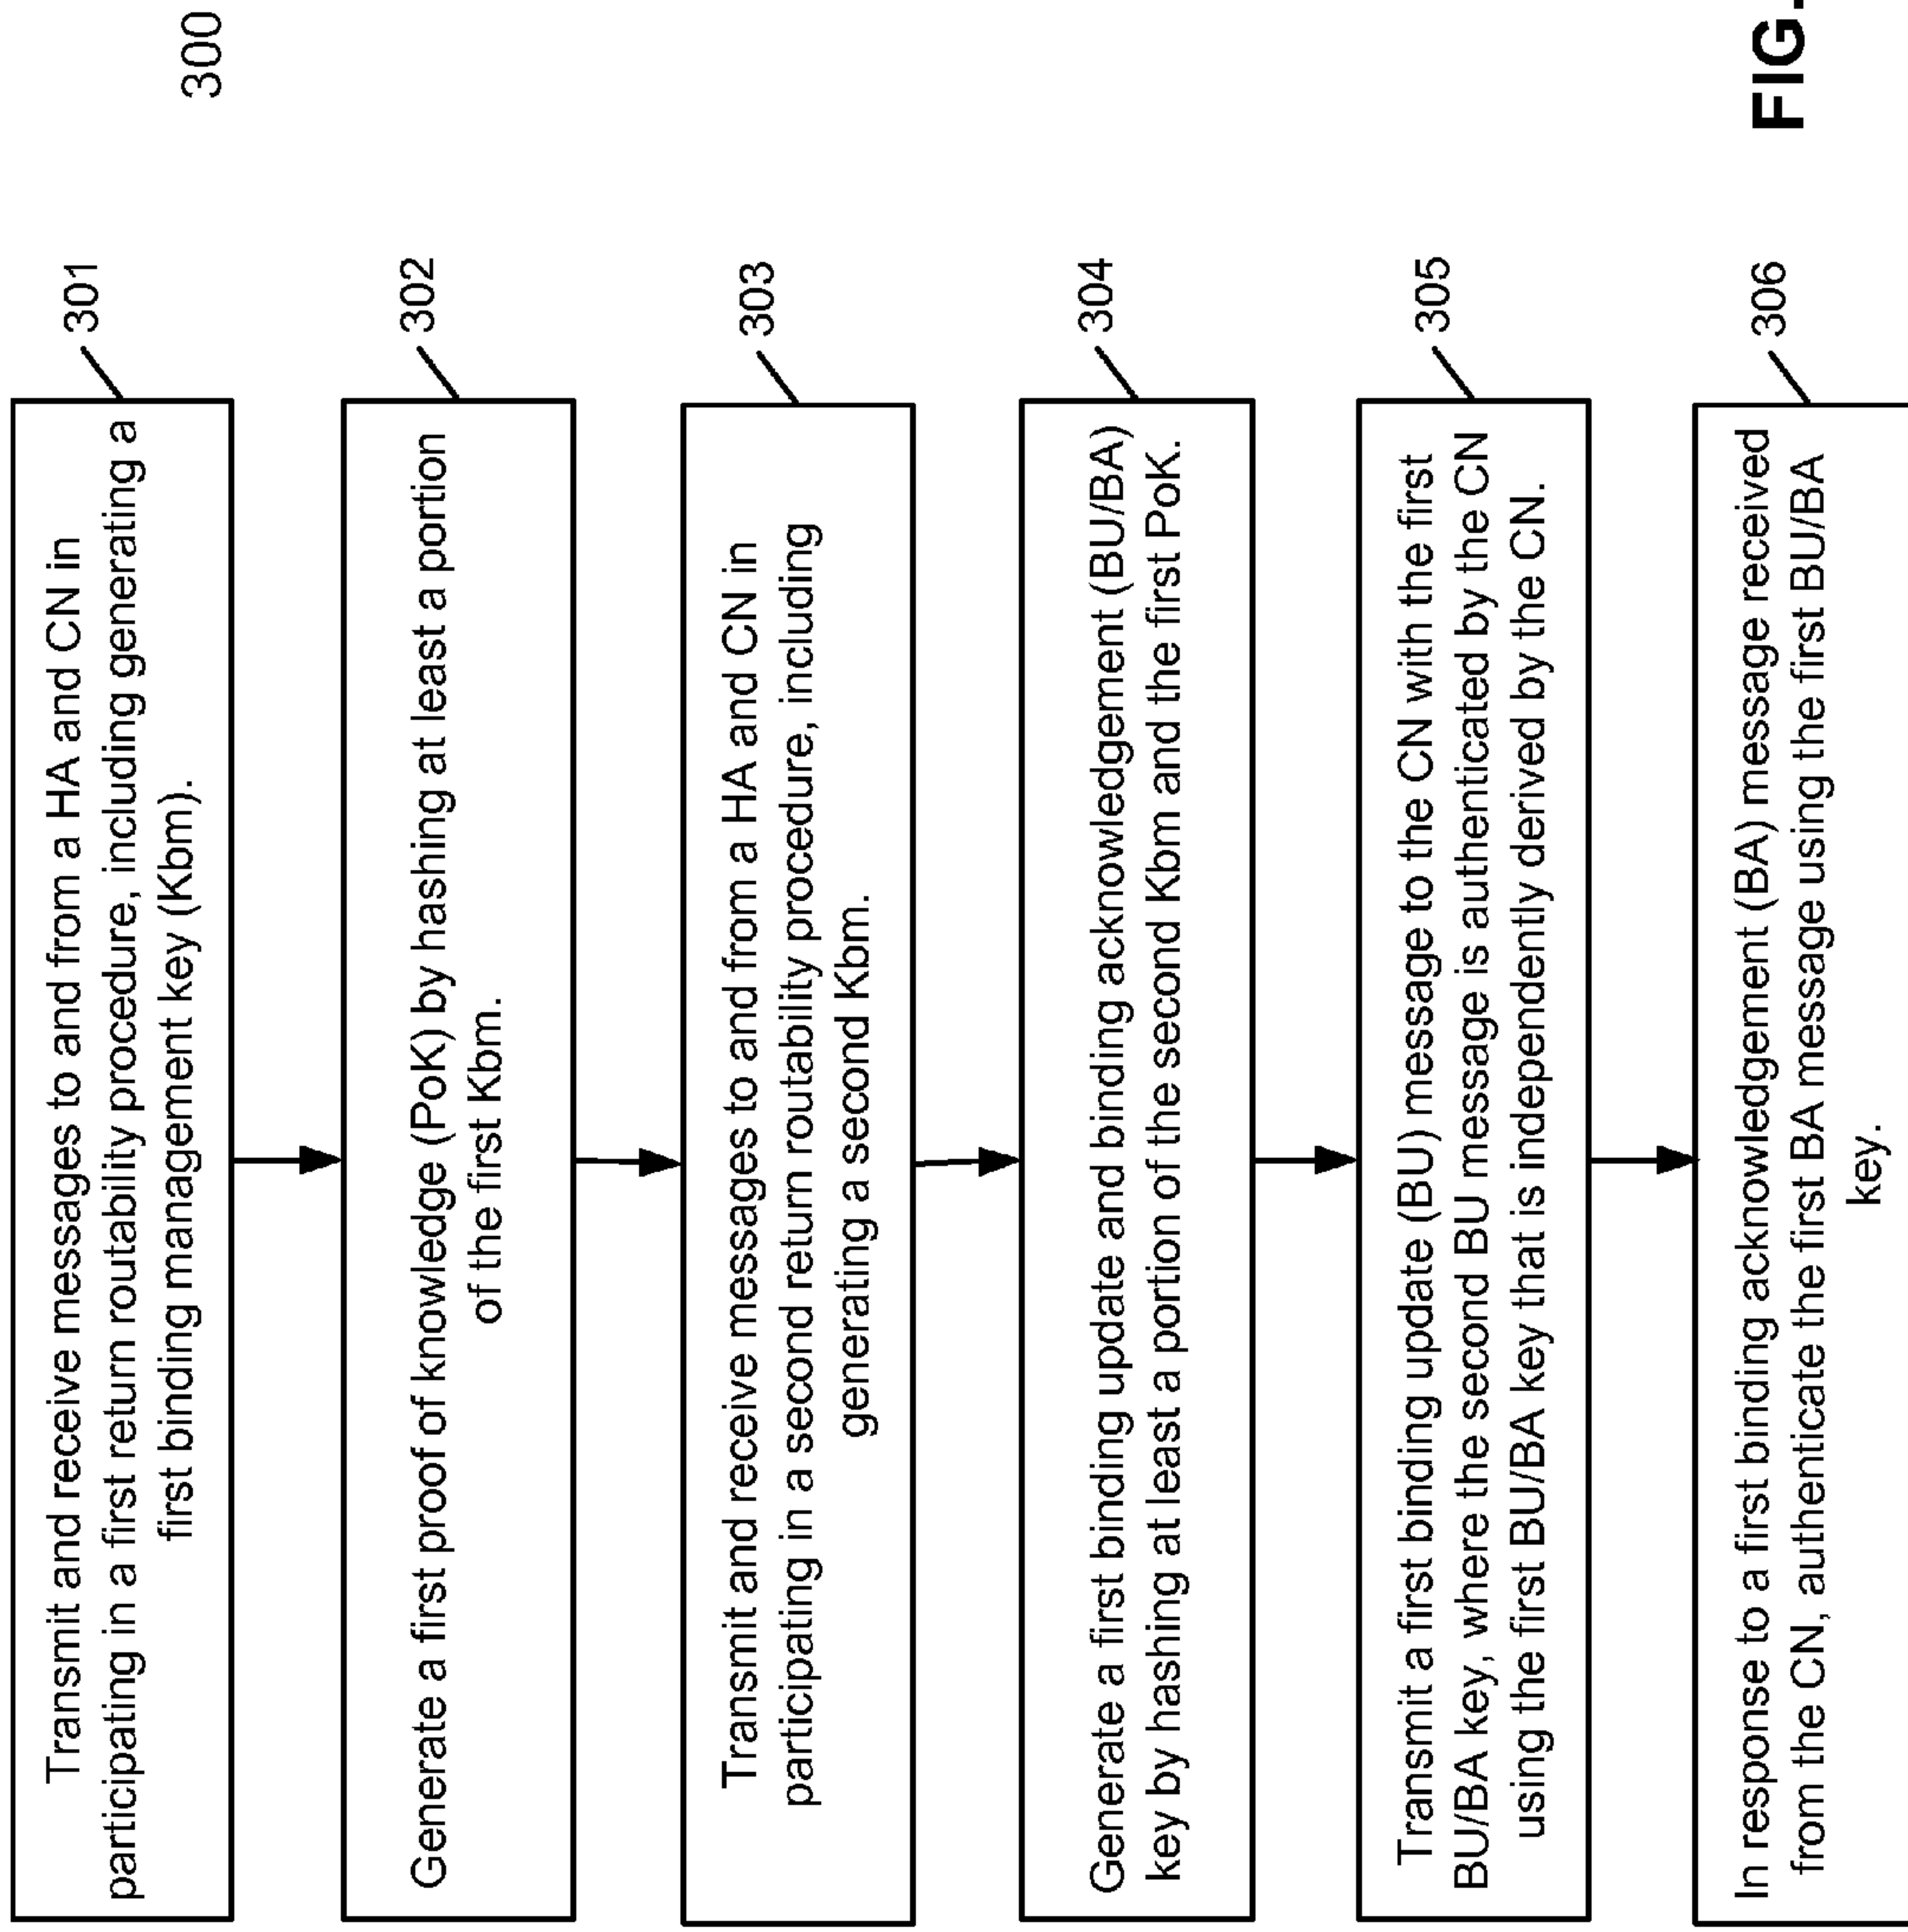 300
Transmit and receive messages to and from a HA and CN in
participating in a first return routability procedure, including generating a
first binding management key (Kbm).
301
Generate a first proof of knowledge (PoK) by hashing at least a portion
of the first Kbm.
302
Transmit and receive messages to and from a HA and CN in
participating in a second return routability procedure, including
generating a second Kbm.
303
Generate a first binding update and binding acknowledgement (BU/BA)
key by hashing at least a portion of the second Kbm and the first PoK.
304
Transmit a first binding update (BU) message to the CN with the first
BU/BA key, where the second BU message is authenticated by the CN
using the first BU/BA key that is independently derived by the CN.
305
In response to a first binding acknowledgement (BA) message received
from the CN, authenticate the first BA message using the first BU/BA
key.
306
FIG.